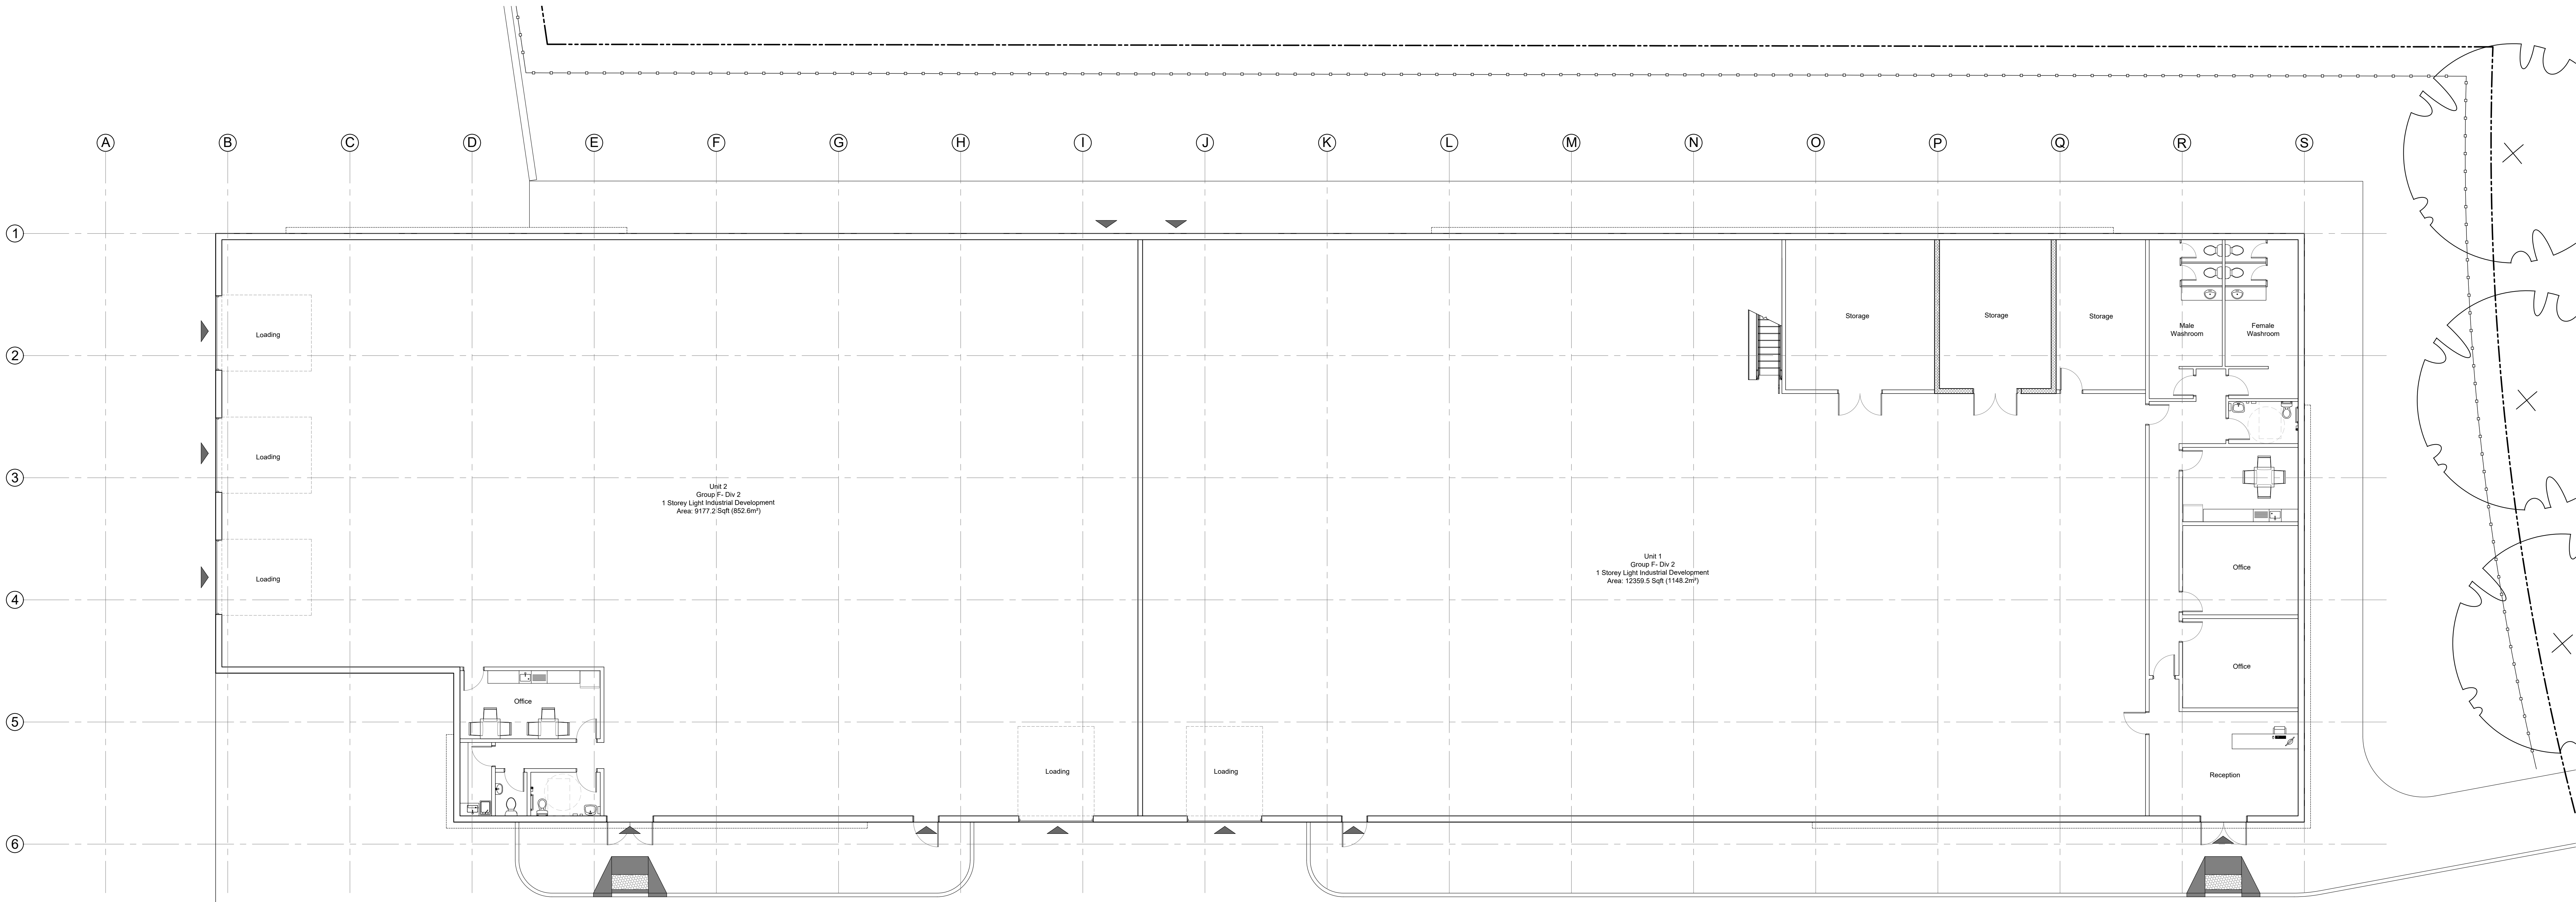 A B C D E F G H I J K L M N O P Q R S
1
2
3
4
5
6
Loading
Loading
Loading
Unit 2
Group F- Div 2
1 Storey Light Industrial Development
Area: 9177.2 Sqft (852.6m²)
Office
Loading
Loading
Unit 1
Group F- Div 2
1 Storey Light Industrial Development
Area: 12359.5 Sqft (1148.2m²)
Storage
Storage
Storage
Male
Washroom
Female
Washroom
Office
Office
Reception